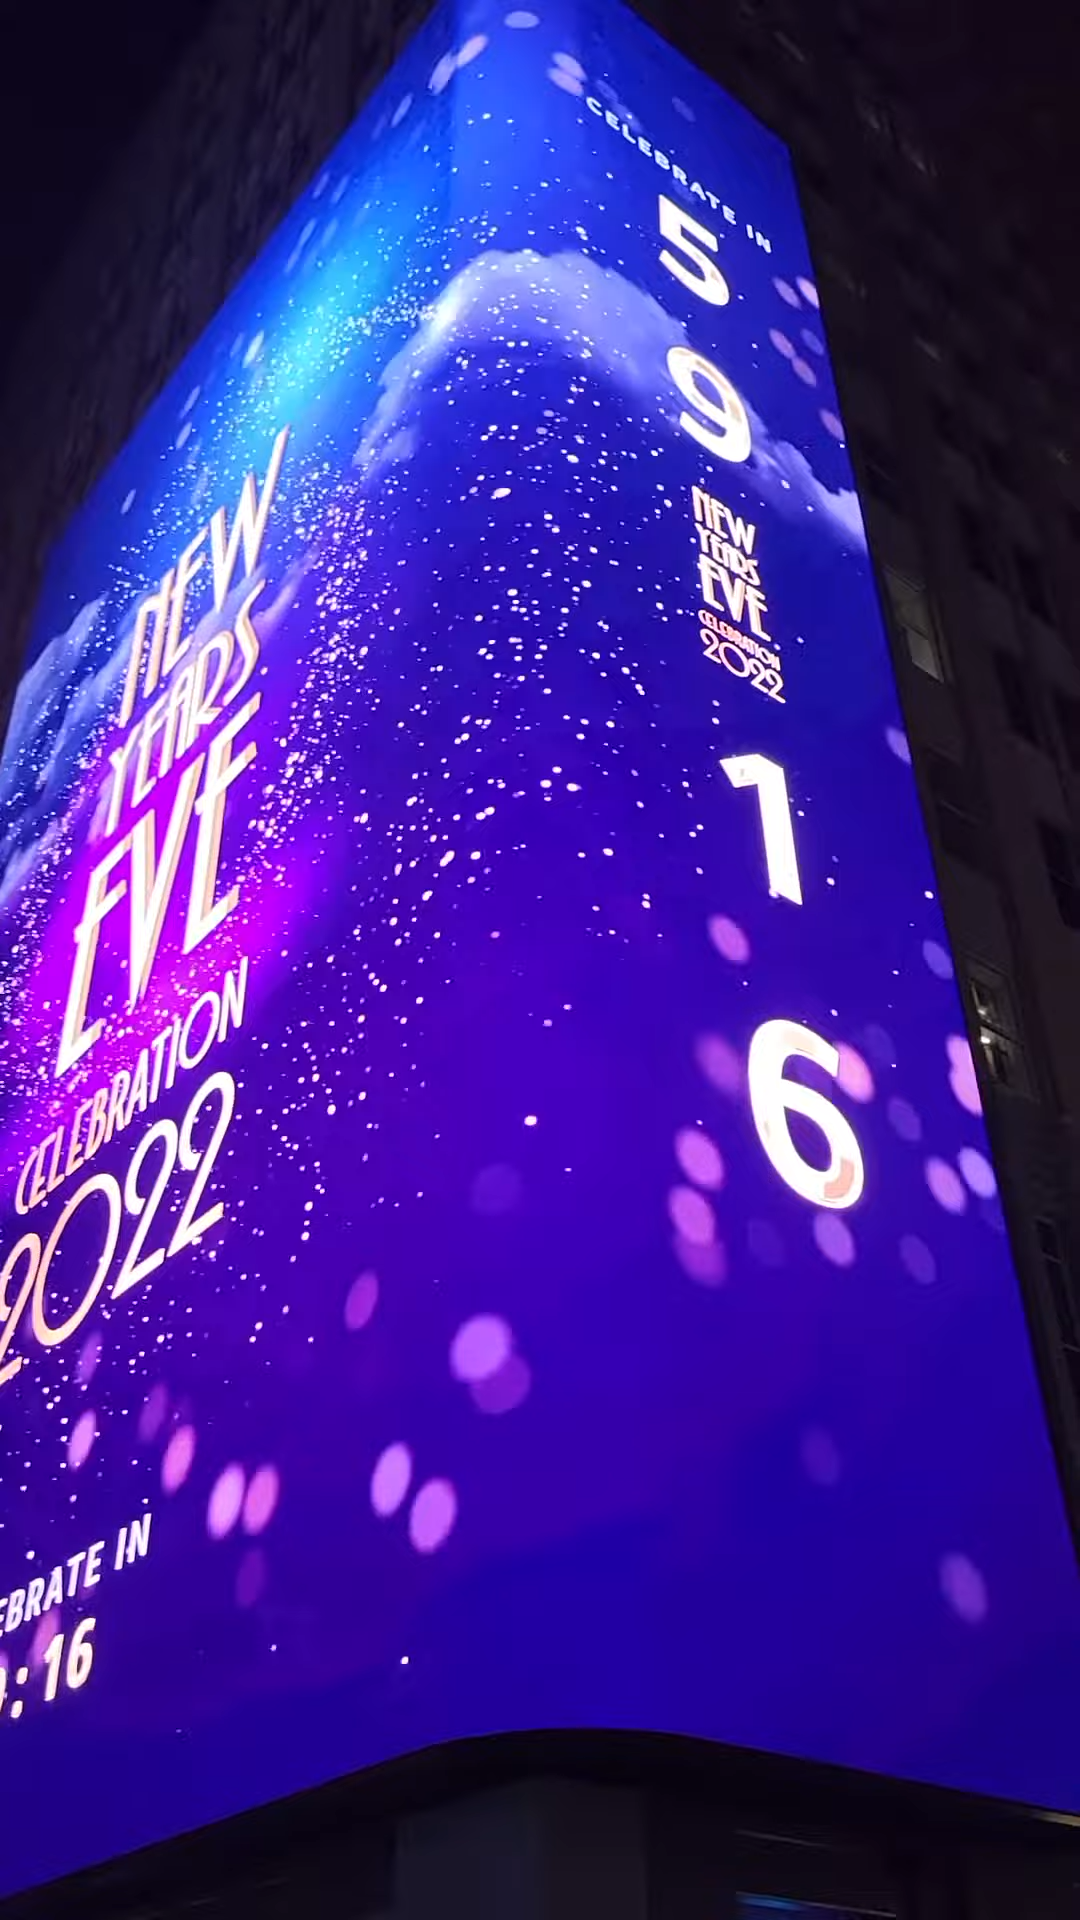 CELEBRATE IN
5
9
NEW
YEARS
EVE
CELEBRATION
2022
1
6
NEW
YEARS
EVE
CELEBRATION
2022
EBRATE IN
: 16